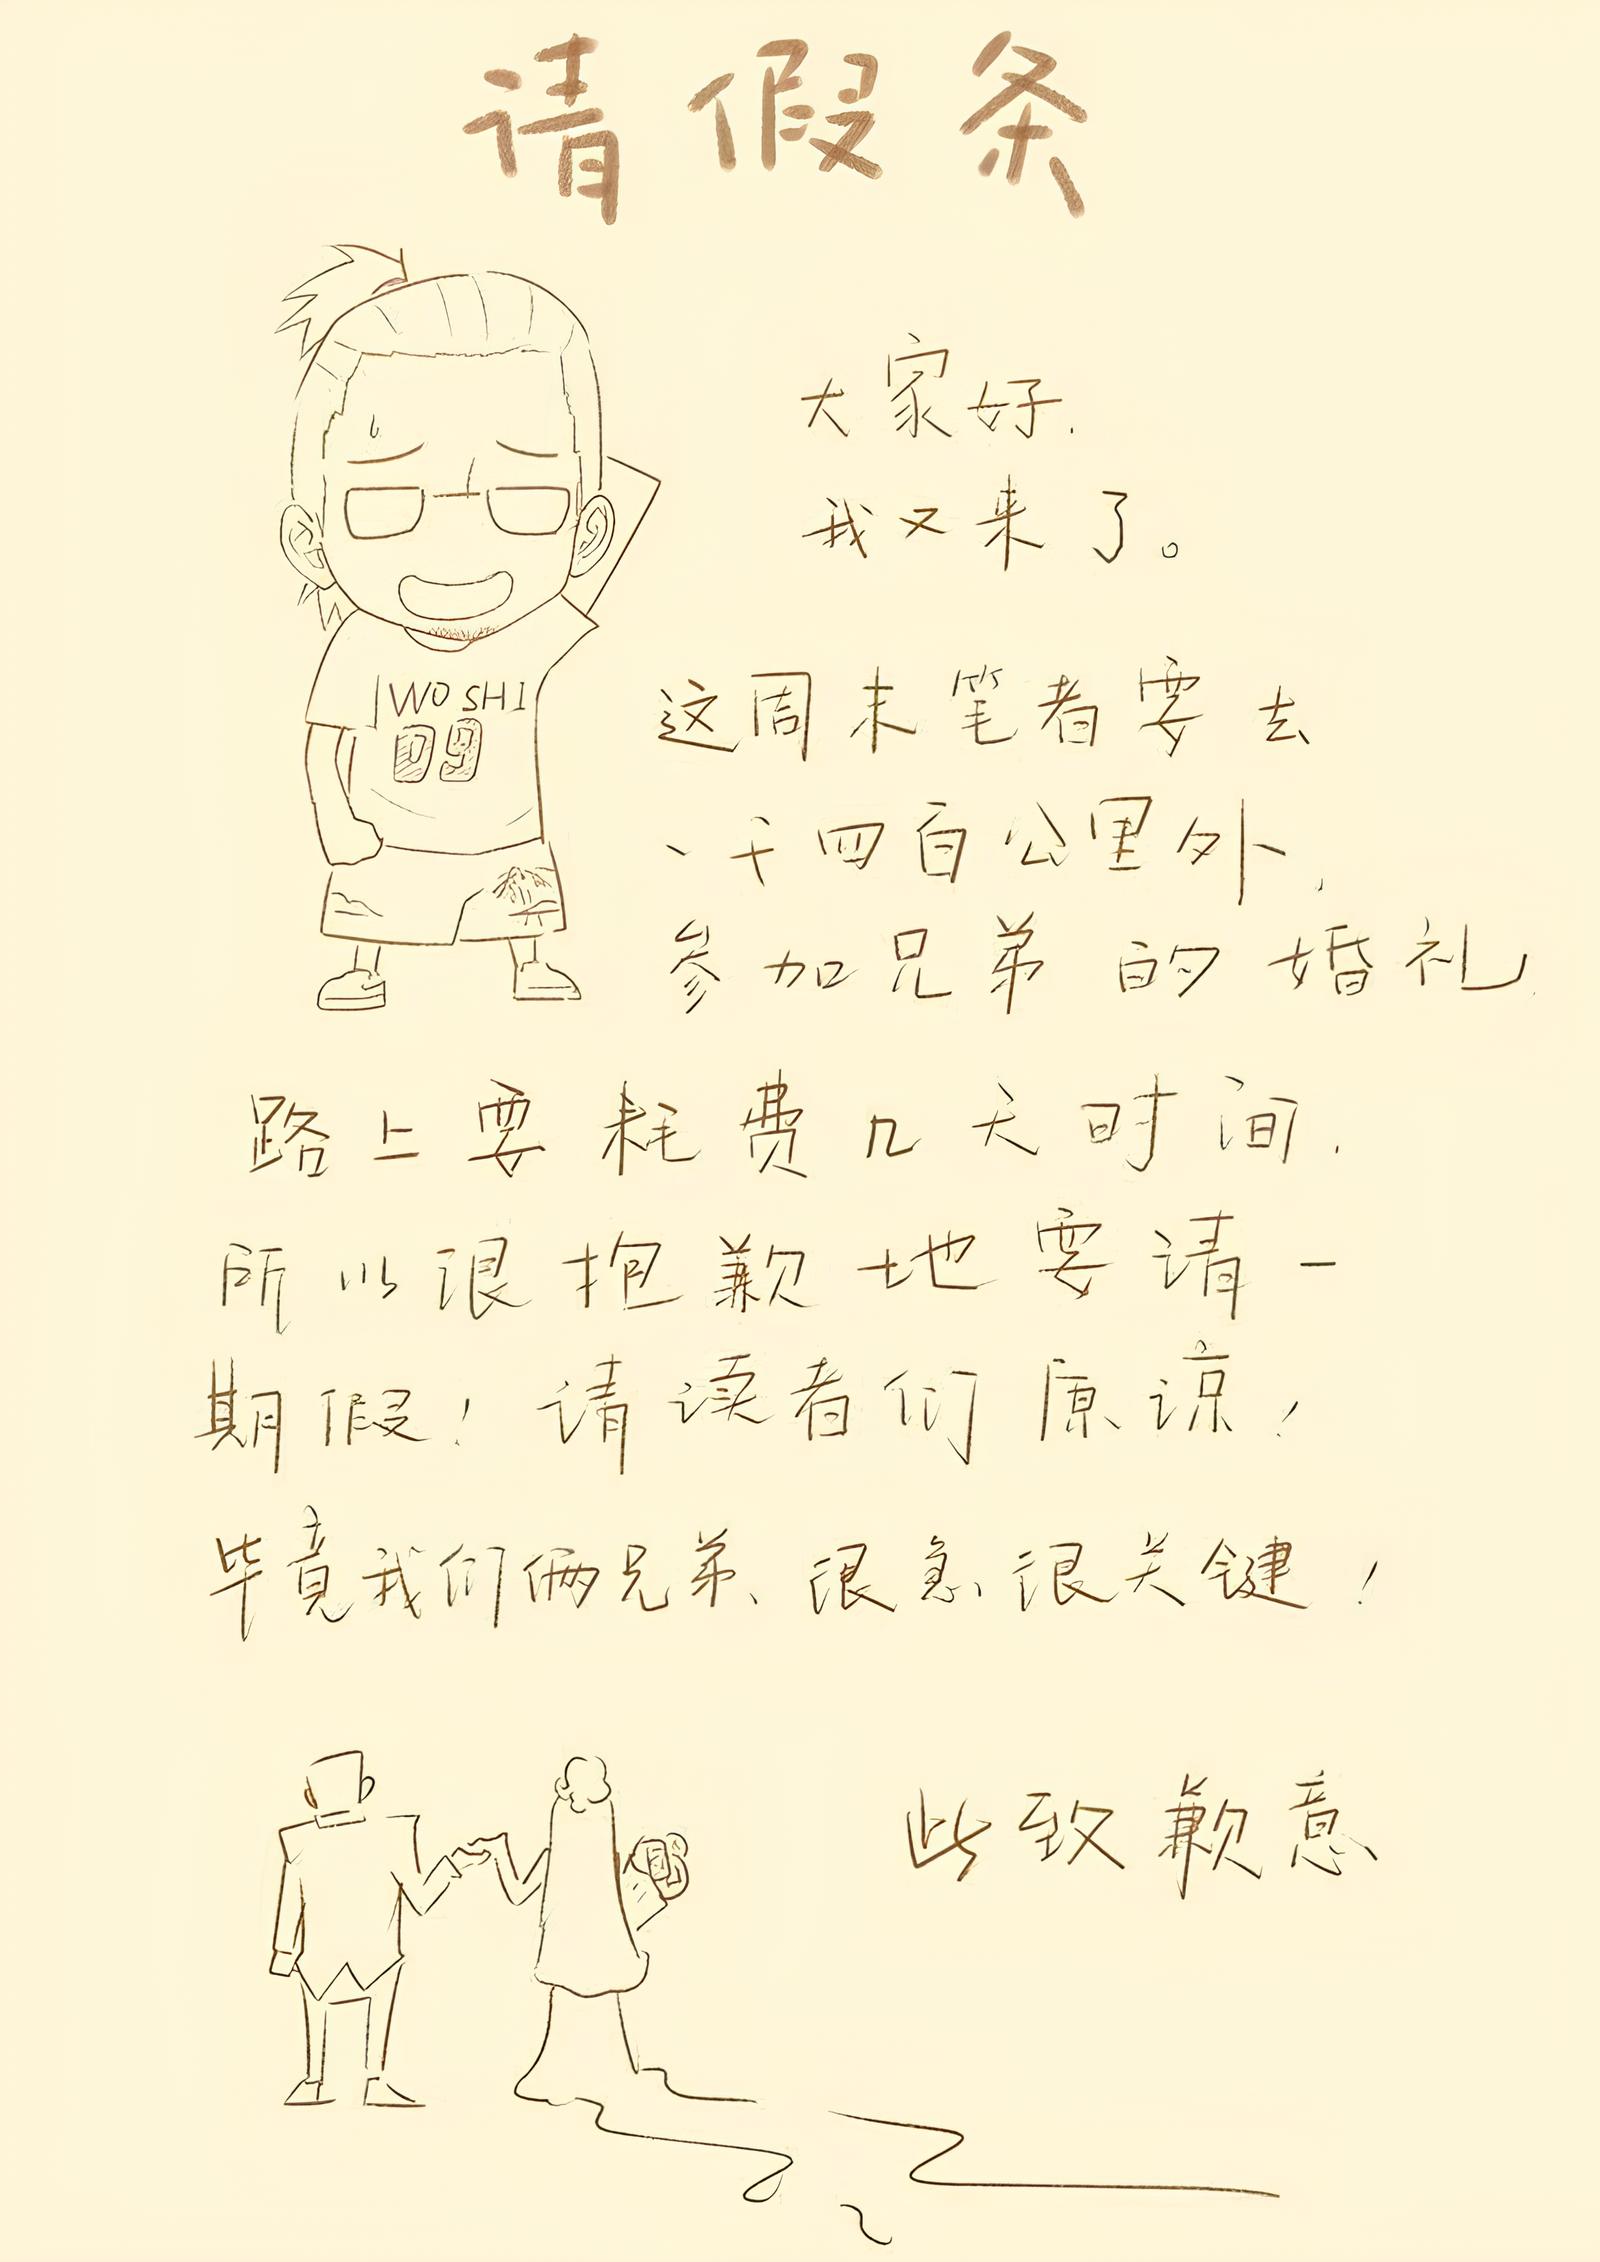 请假条
大家好.
我又来了。
WO SHI
09
这周末笔者要去
一千四百公里外,
参加兄弟的婚礼.
路上要耗费几天时间.
所以很抱歉地要请一
期假！请读者们原谅！
毕竟我们俩兄弟、很急很关键！
此致歉意